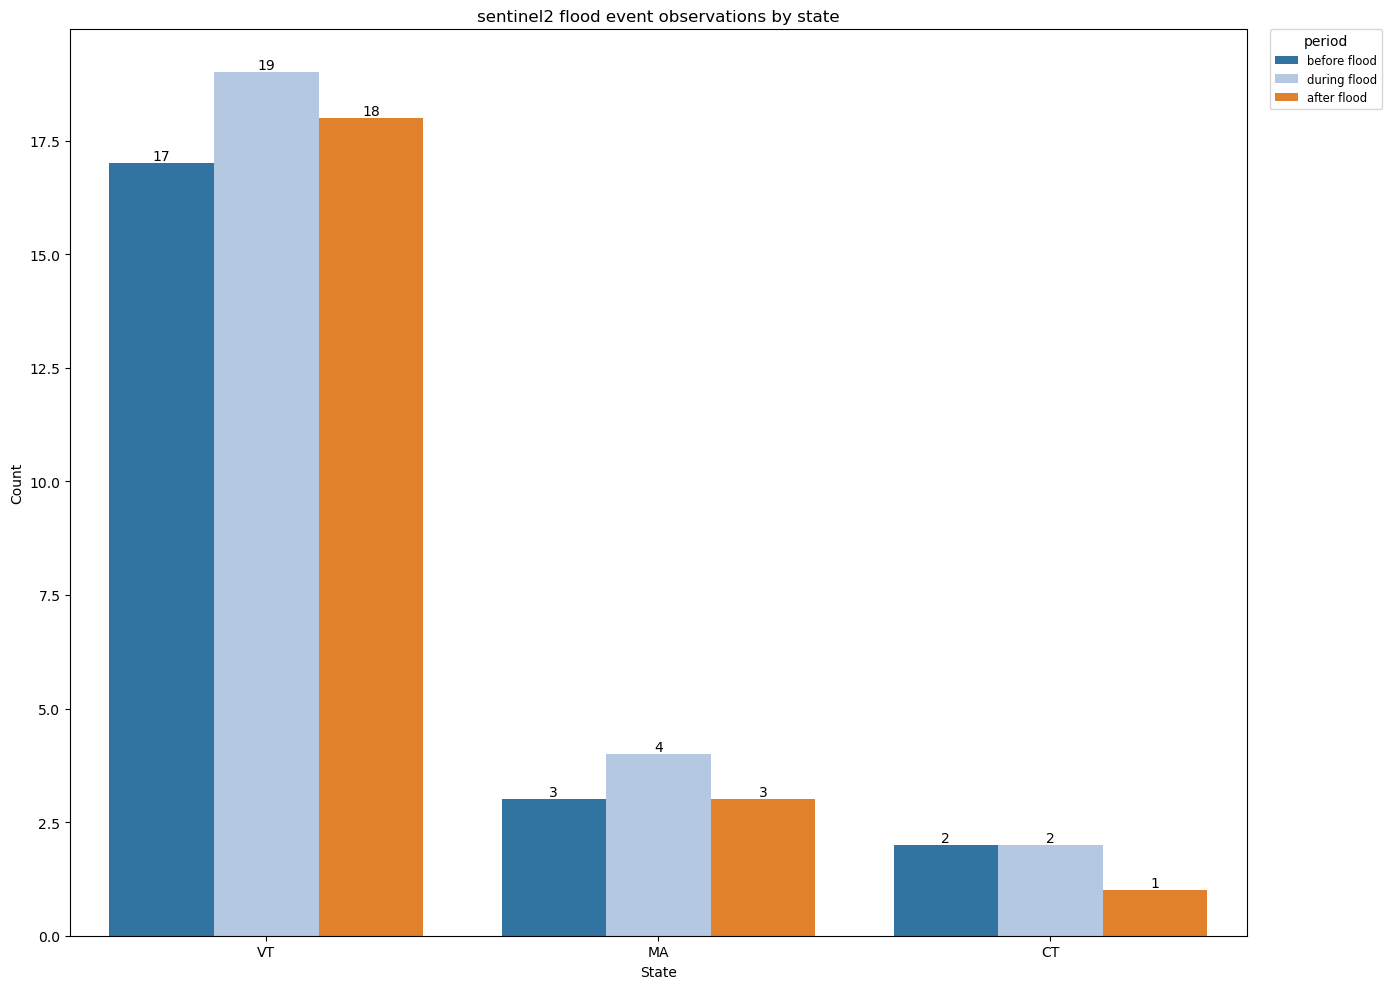 sentinel2 flood event observations by state
period
before flood
during flood
after flood
Count
17.5
15.0
12.5
10.0
7.5
5.0
2.5
0.0
17
19
18
3
4
3
2
2
1
VT
MA
CT
State